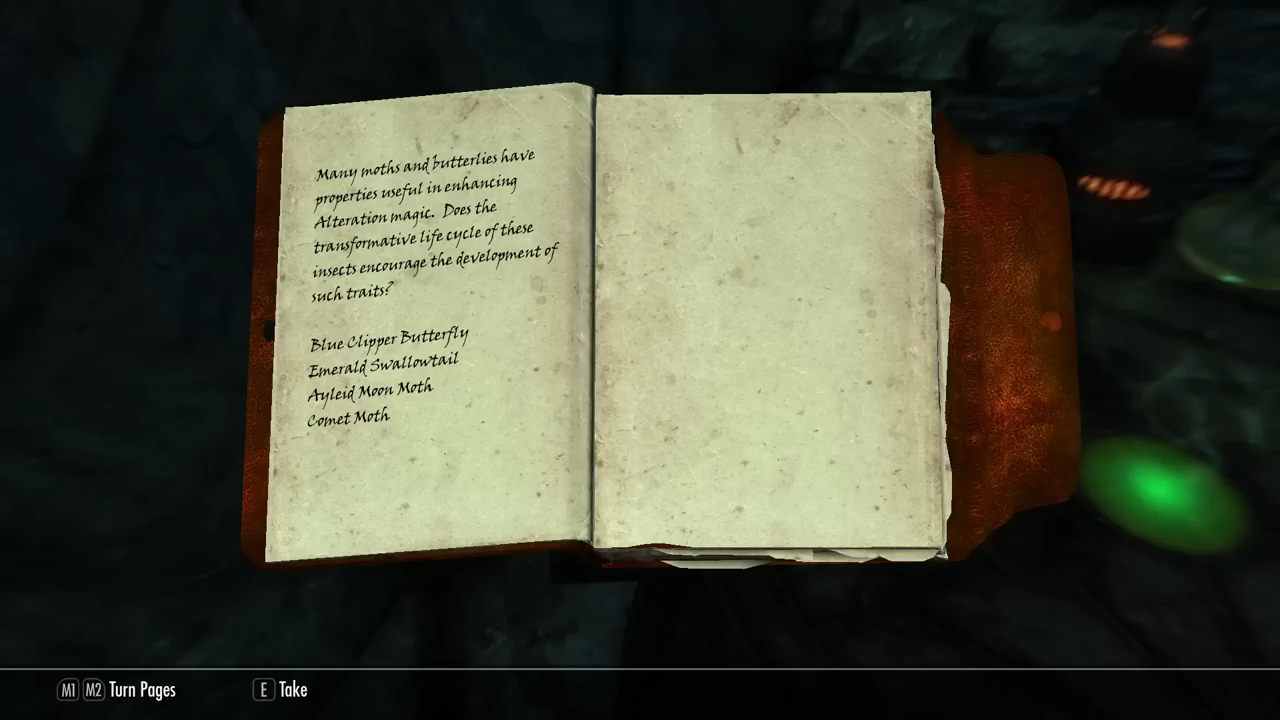 Many moths and butterlies have
properties useful in enhancing
Alteration magic. Does the
transformative life cycle of these
insects encourage the development of
such traits?
Blue Clipper Butterfly
Emerald Swallowtail
Ayleid Moon Moth
Comet Moth
M1 M2 Turn Pages E Take